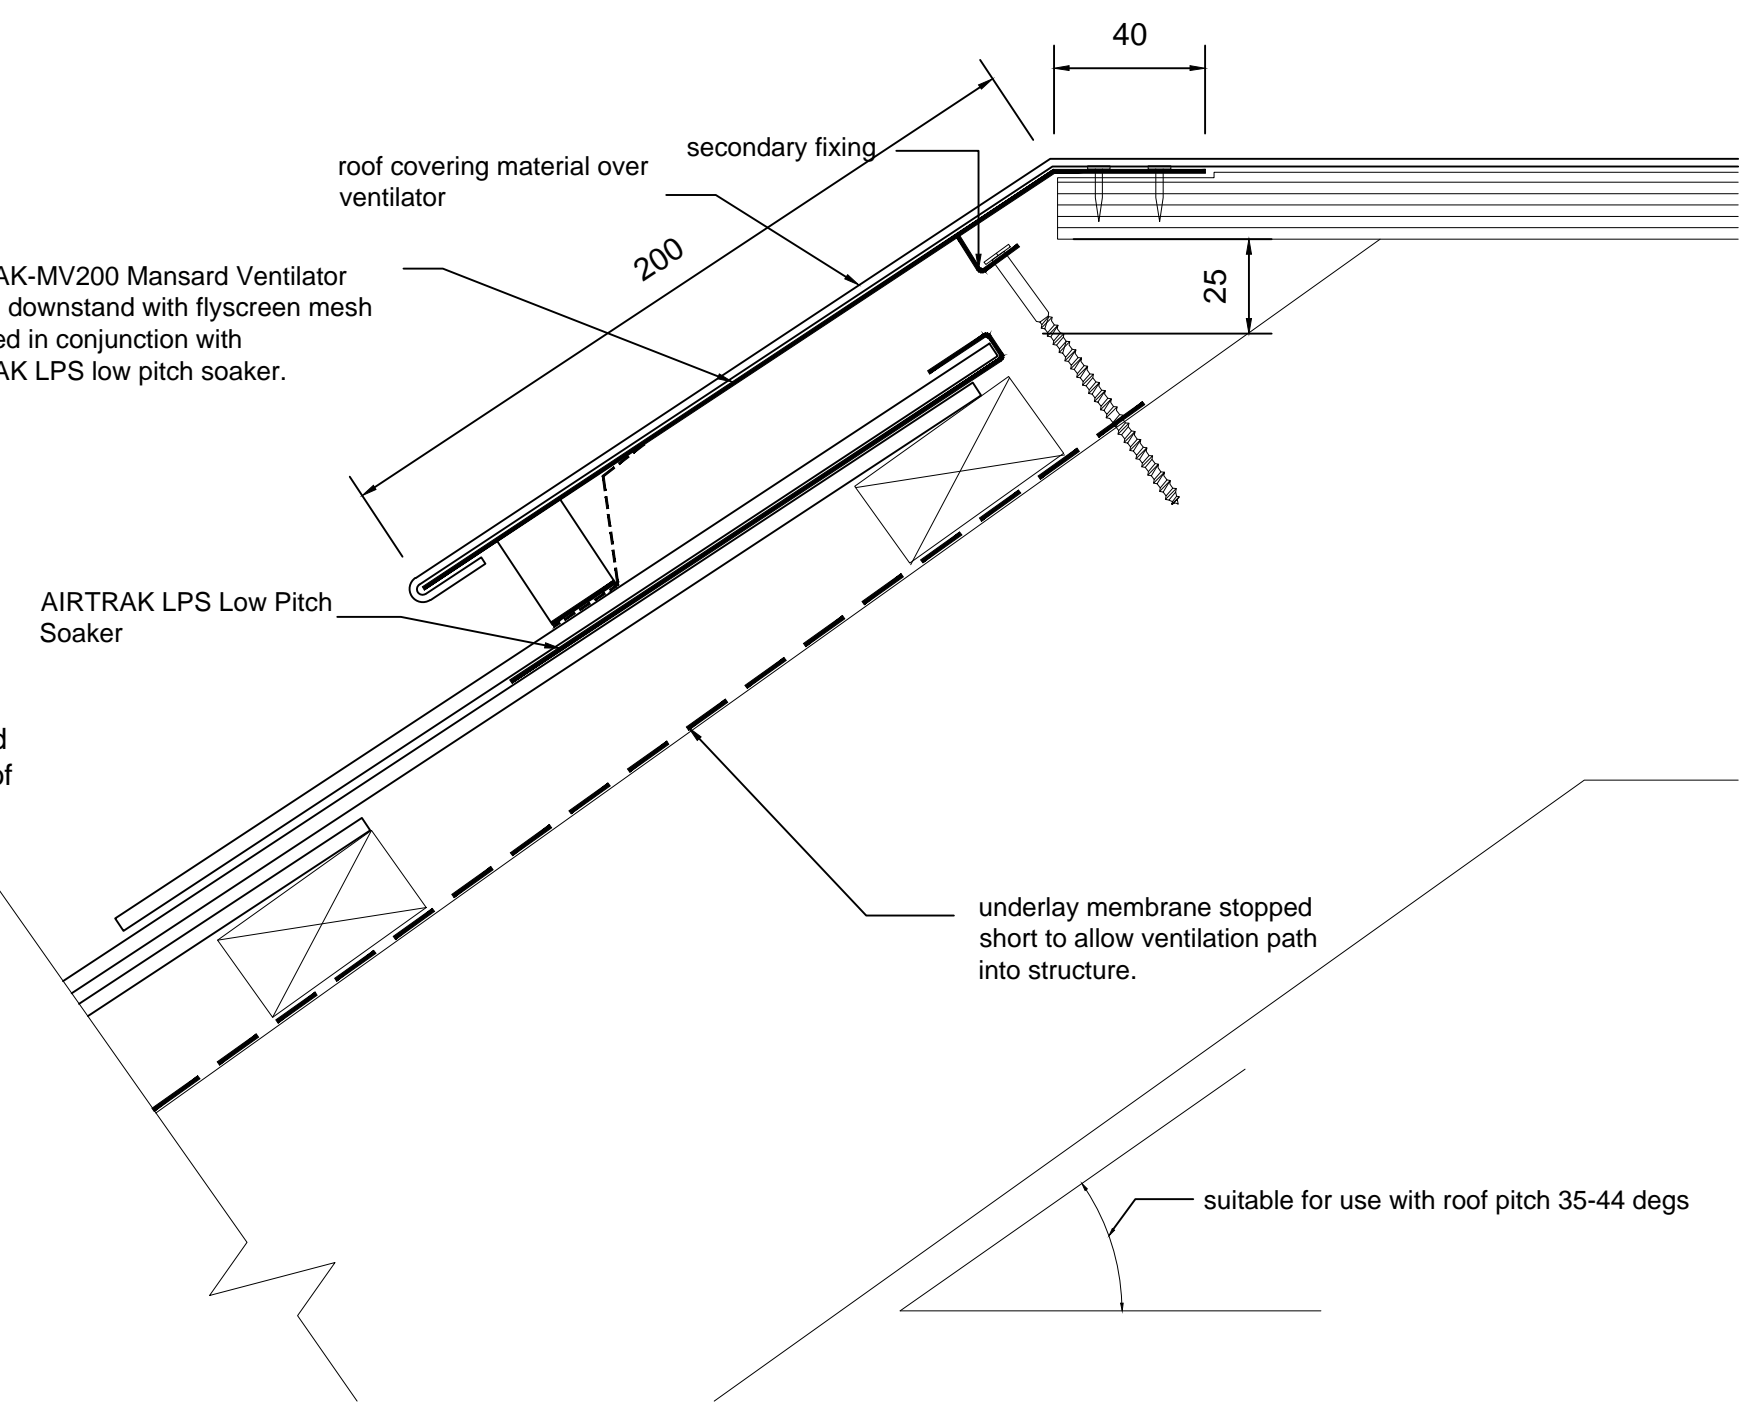 40
secondary fixing
roof covering material over
ventilator
200
AK-MV200 Mansard Ventilator
downstand with flyscreen mesh
ed in conjunction with
AK LPS low pitch soaker.
25
AIRTRAK LPS Low Pitch
Soaker
d
of
underlay membrane stopped
short to allow ventilation path
into structure.
suitable for use with roof pitch 35-44 degs